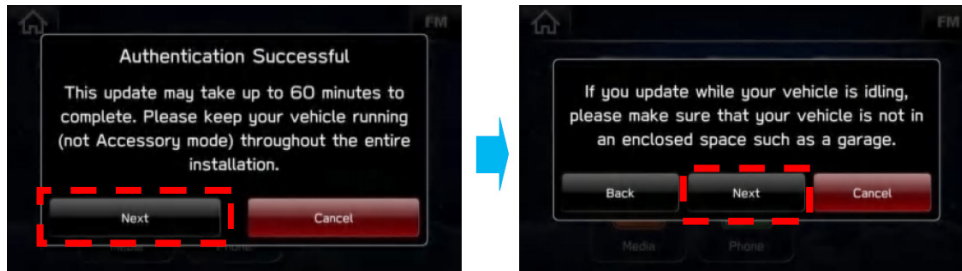 FM
Authentication Successful
This update may take up to 60 minutes to
complete. Please keep your vehicle running
(not Accessory mode) throughout the entire
installation.
Next
Cancel
Media
Phone
FM
If you update while your vehicle is idling,
please make sure that your vehicle is not in
an enclosed space such as a garage.
Back
Next
Cancel
Media
Phone